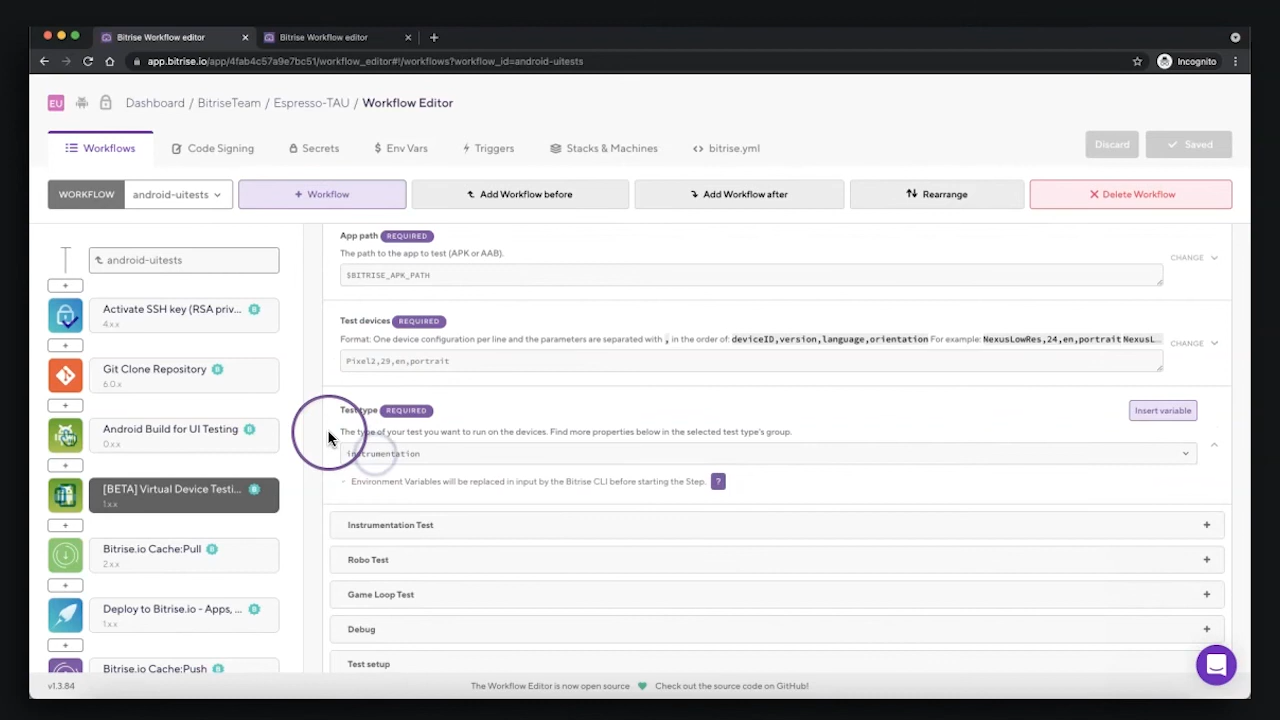 Bitrise Workflow editor
Bitrise Workflow editor
app.bitrise.io/app/4fab4c57a9e7bc51/workflow_editor#!/workflows?workflow_id=android-uitests
Incognito
EU
Dashboard / BitriseTeam / Espresso-TAU / Workflow Editor
Workflows
Code Signing
Secrets
$ Env Vars
Triggers
Stacks & Machines
<> bitrise.yml
Discard
Saved
WORKFLOW
android-uitests
+ Workflow
Add Workflow before
Add Workflow after
Rearrange
Delete Workflow
android-uitests
Activate SSH key (RSA priv...
4.x.x
Git Clone Repository
6.0.x
Android Build for UI Testing
0.x.x
[BETA] Virtual Device Testi...
1.x.x
Bitrise.io Cache:Pull
2.x.x
Deploy to Bitrise.io - Apps, ...
1.x.x
Bitrise.io Cache:Push
App path REQUIRED
The path to the app to test (APK or AAB).
$BITRISE_APK_PATH
CHANGE
Test devices REQUIRED
Format: One device configuration per line and the parameters are separated with , in the order of: deviceID,version,language,orientation For example: NexusLowRes,24,en,portrait NexusL...
Pixel2,29,en,portrait
CHANGE
Test type REQUIRED
Insert variable
The type of your test you want to run on the devices. Find more properties below in the selected test type's group.
instrumentation
Environment Variables will be replaced in input by the Bitrise CLI before starting the Step. ?
Instrumentation Test +
Robo Test +
Game Loop Test +
Debug +
Test setup
v1.3.84
The Workflow Editor is now open source
Check out the source code on GitHub!